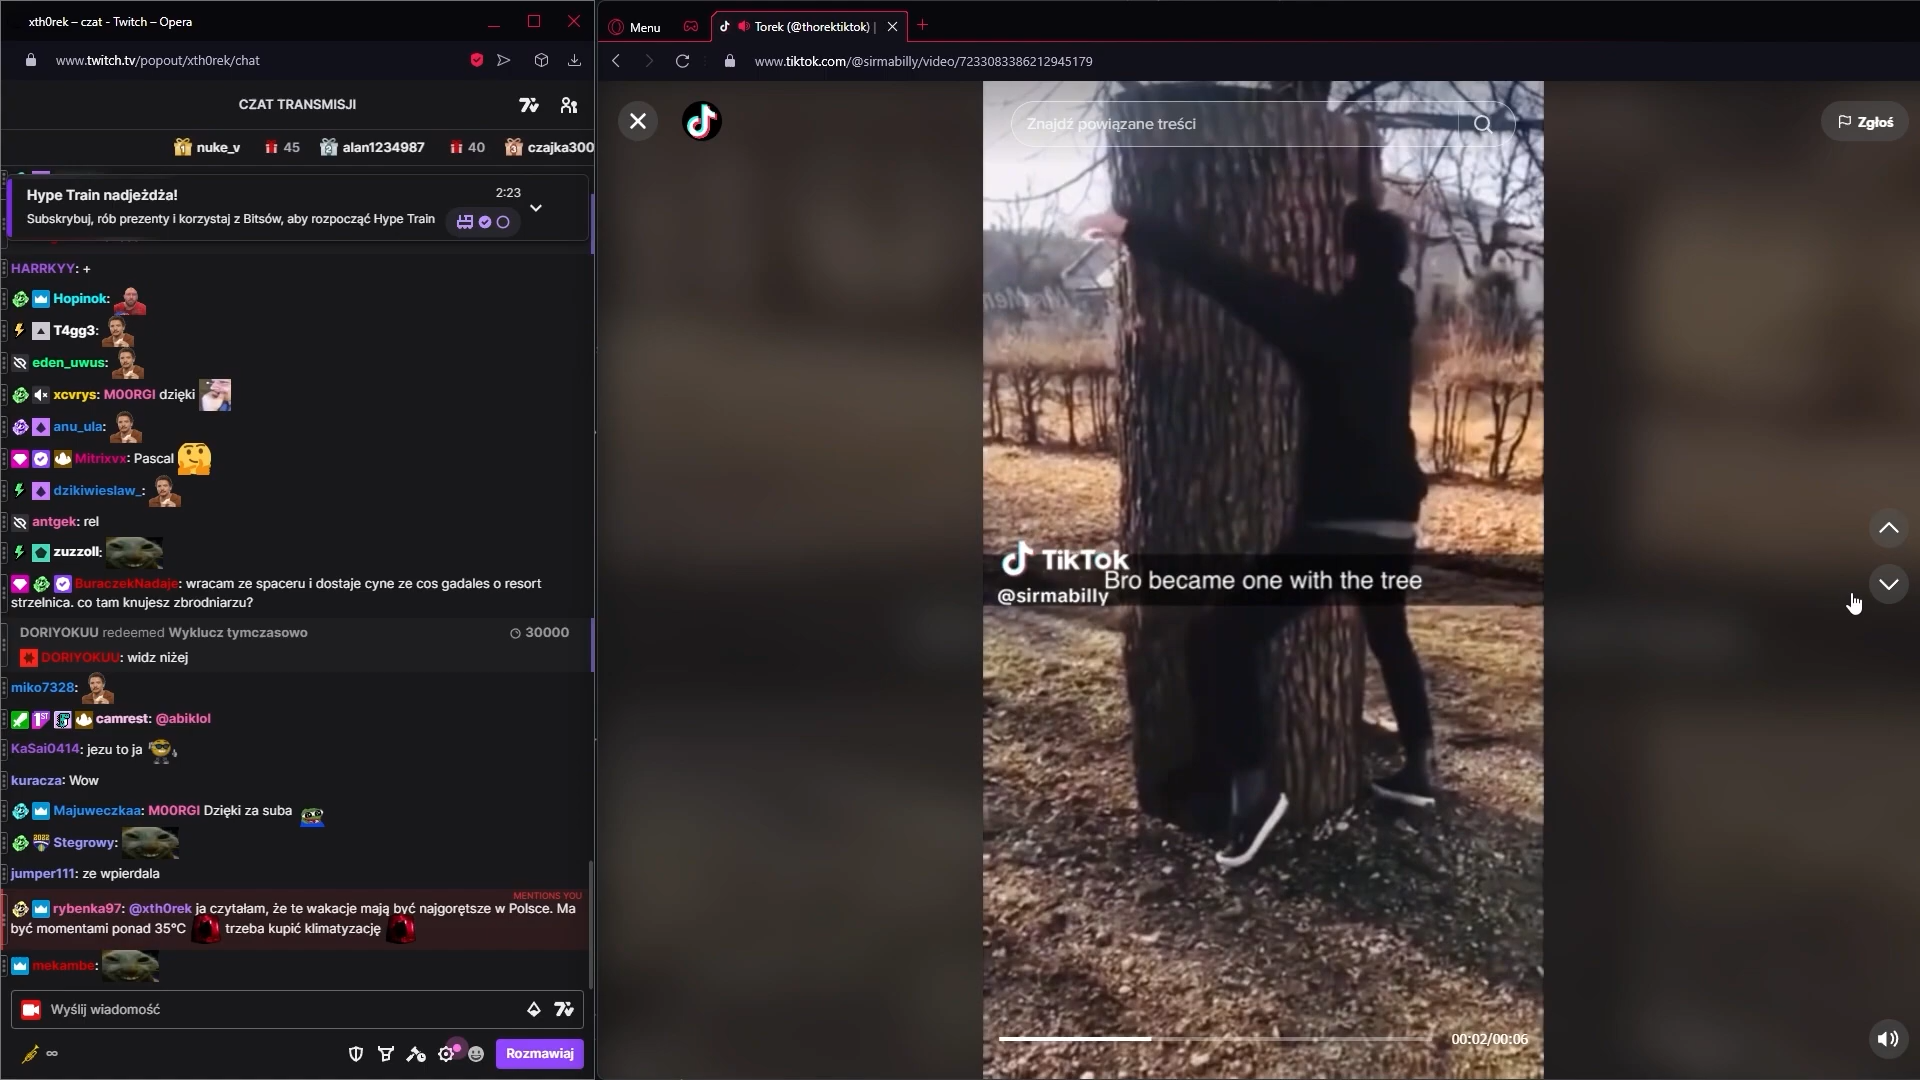 xth0rek – czat - Twitch – Opera
www.twitch.tv/popout/xth0rek/chat
CZAT TRANSMISJI
nuke_v 45 alan1234987 40 czajka300
Hype Train nadjeżdża! 2:23
Subskrybuj, rób prezenty i korzystaj z Bitsów, aby rozpocząć Hype Train
HARRKYY: +
Hopinok:
T4gg3:
eden_uwus:
xcvrys: M00RGI dzięki
anu_ula:
Mitrixvx: Pascal
dzikiwieslaw_:
antgek: rel
zuzzoll:
BuraczekNadaje: wracam ze spaceru i dostaje cyne ze cos gadales o resort
strzelnica. co tam knujesz zbrodniarzu?
DORIYOKUU redeemed Wyklucz tymczasowo 30000
DORIYOKUU: widz niżej
miko7328:
camrest: @abiklol
KaSai0414: jezu to ja
kuracza: Wow
Majuweczkaa: M00RGI Dzięki za suba
Stegrowy:
jumper111: ze wpierdala
MENTIONS YOU
rybenka97: @xth0rek ja czytałam, że te wakacje mają być najgorętsze w Polsce. Ma
być momentami ponad 35°C trzeba kupić klimatyzację
mekambe:
Wyślij wiadomość
Rozmawiaj
Menu
Torek (@thorektiktok) |
www.tiktok.com/@sirmabilly/video/7233083386212945179
Znajdź powiązane treści
Zgłoś
TikTok
@sirmabilly
Bro became one with the tree
00:02/00:06